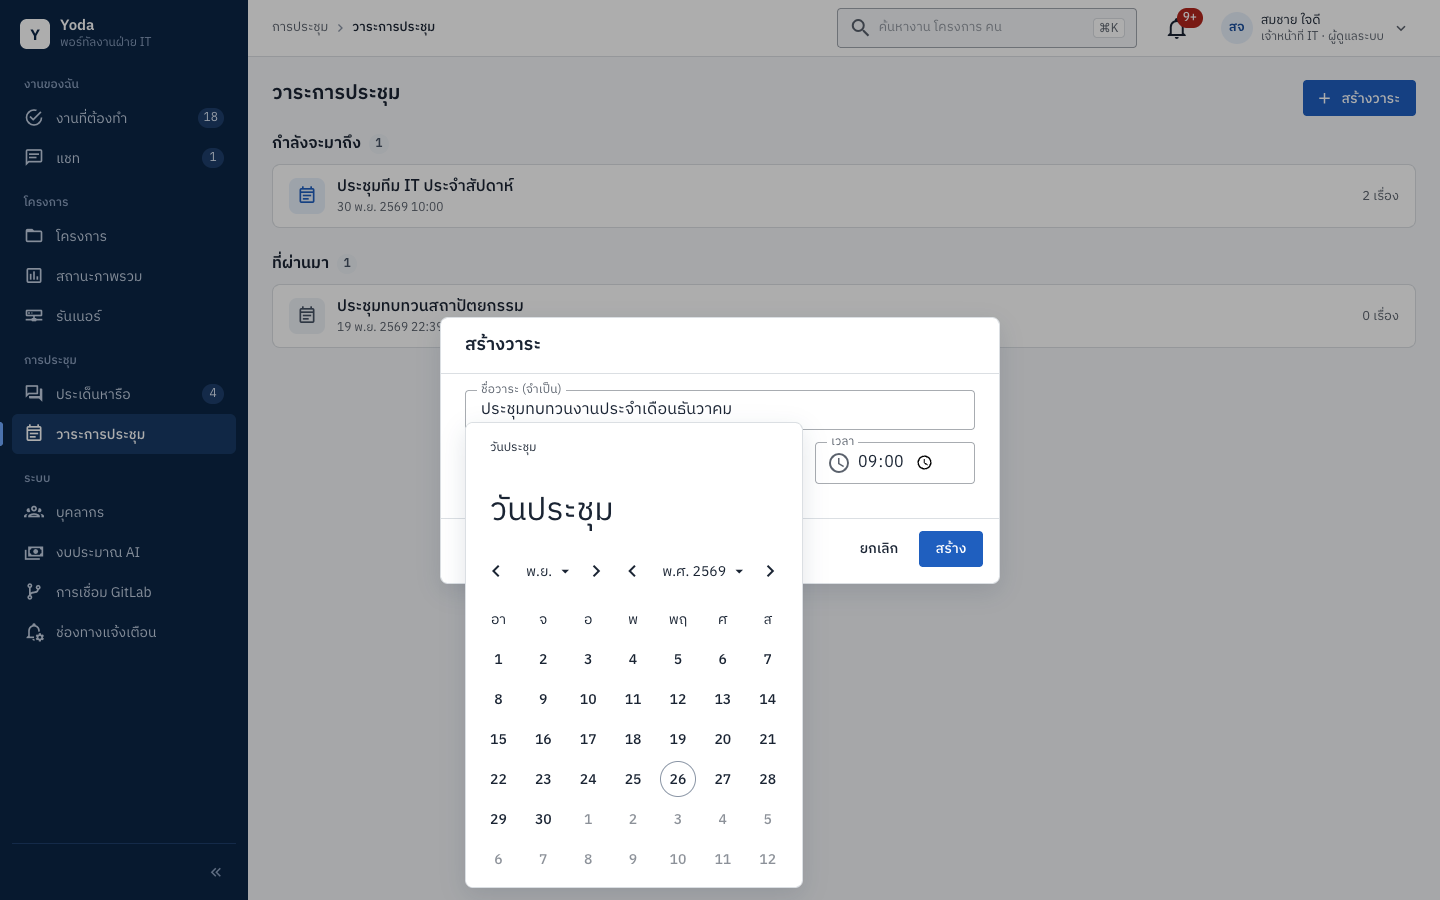 Y
Yoda
พอร์ทัลงานฝ่าย IT
งานของฉัน
งานที่ต้องทำ 18
แชท 1
โครงการ
โครงการ
สถานะภาพรวม
รันเนอร์
การประชุม
ประเด็นหารือ 4
วาระการประชุม
ระบบ
บุคลากร
งบประมาณ AI
การเชื่อม GitLab
ช่องทางแจ้งเตือน
การประชุม วาระการประชุม
ค้นหางาน โครงการ คน ⌘K
9+
สจ
สมชาย ใจดี
เจ้าหน้าที่ IT · ผู้ดูแลระบบ
วาระการประชุม
สร้างวาระ
กำลังจะมาถึง 1
ประชุมทีม IT ประจำสัปดาห์
30 พ.ย. 2569 10:00
2 เรื่อง
ที่ผ่านมา 1
ประชุมทบทวนสถาปัตยกรรม
19 พ.ย. 2569 22:39
0 เรื่อง
สร้างวาระ
ชื่อวาระ (จำเป็น)
ประชุมทบทวนงานประจำเดือนธันวาคม
เวลา
09:00
ยกเลิก สร้าง
วันประชุม
วันประชุม
พ.ย. พ.ศ. 2569
อา จ อ พ พฤ ศ ส
1 2 3 4 5 6 7
8 9 10 11 12 13 14
15 16 17 18 19 20 21
22 23 24 25 26 27 28
29 30 1 2 3 4 5
6 7 8 9 10 11 12